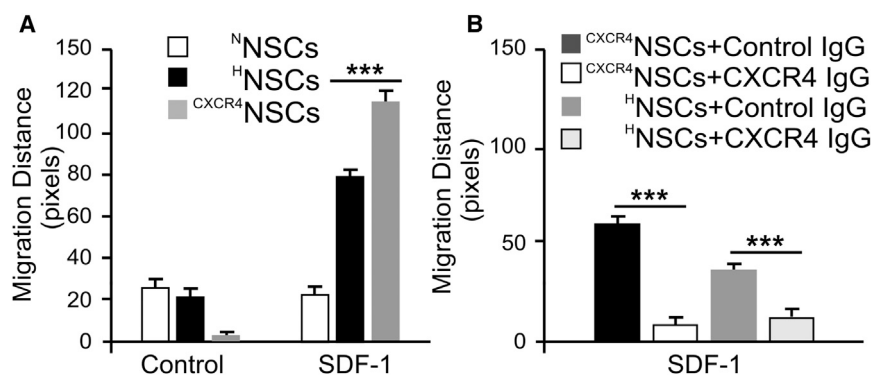 A
150
120
100
80
60
40
20
0
Migration Distance
(pixels)
NNSCs
HNSCs
CXCR4NSCs
***
Control
SDF-1
B
150
100
50
0
Migration Distance
(pixels)
CXCR4NSCs+Control IgG
CXCR4NSCs+CXCR4 IgG
HNSCs+Control IgG
HNSCs+CXCR4 IgG
***
***
SDF-1